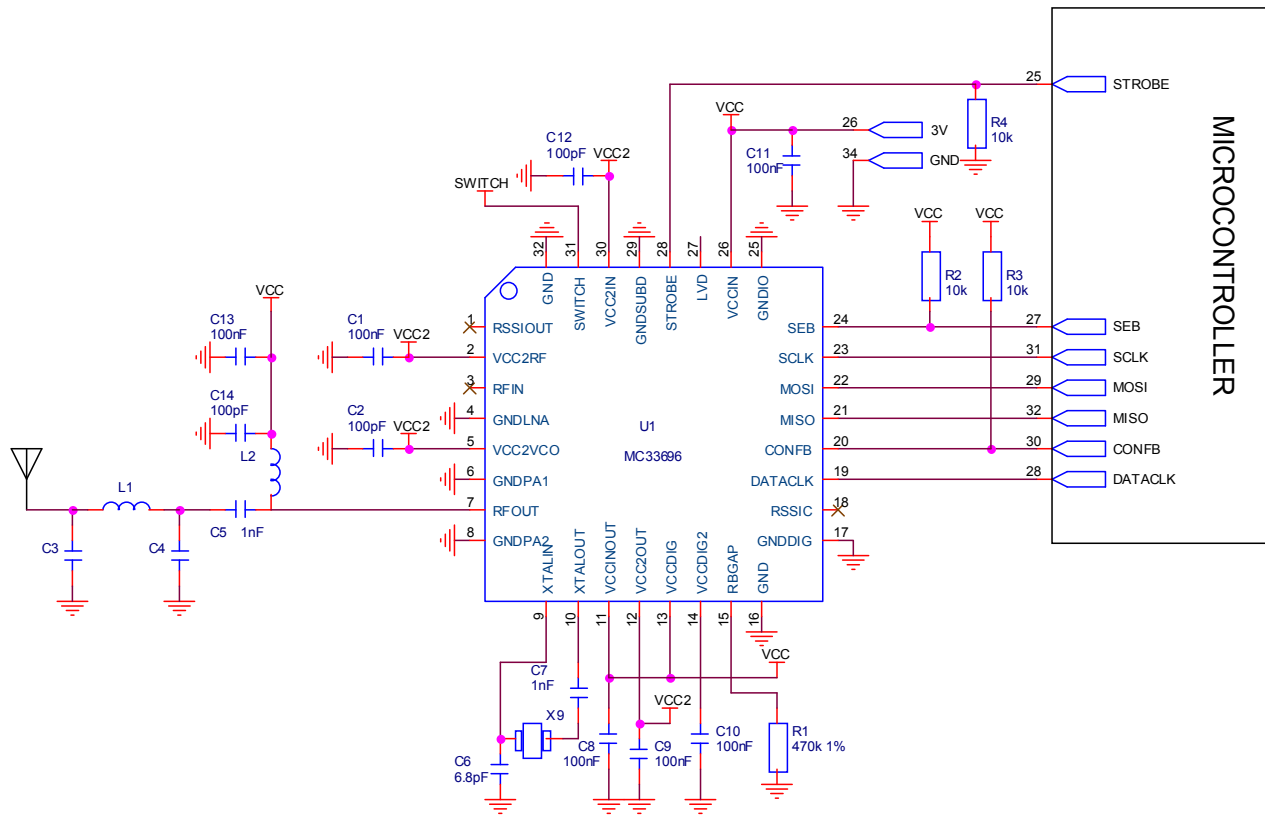 25
STROBE
R4
10k
VCC
26
3V
C11
100nF
34
GND
MICROCONTROLLER
C12
100pF
VCC2
SWITCH
32
31
30
29
28
27
26
25
GND
SWITCH
VCC2IN
GNDSUBD
STROBE
LVD
VCCIN
GNDIO
VCC
VCC
R2
10k
R3
10k
VCC
C13
100nF
C14
100pF
L2
C1
100nF
VCC2
C2
100pF
VCC2
1
RSSIOUT
2
VCC2RF
3
RFIN
4
GNDLNA
5
VCC2VCO
6
GNDPA1
7
RFOUT
8
GNDPA2
U1
MC33696
SEB
24
27
SEB
SCLK
23
31
SCLK
MOSI
22
29
MOSI
MISO
21
32
MISO
CONFB
20
30
CONFB
DATACLK
19
28
DATACLK
RSSIC
18
GNDDIG
17
L1
C3
C4
C5
1nF
XTALIN
XTALOUT
VCCINOUT
VCC2OUT
VCCDIG
VCCDIG2
RBGAP
GND
9
10
11
12
13
14
15
16
VCC
C7
1nF
VCC2
X9
C6
6.8pF
C8
100nF
C9
100nF
C10
100nF
R1
470k 1%